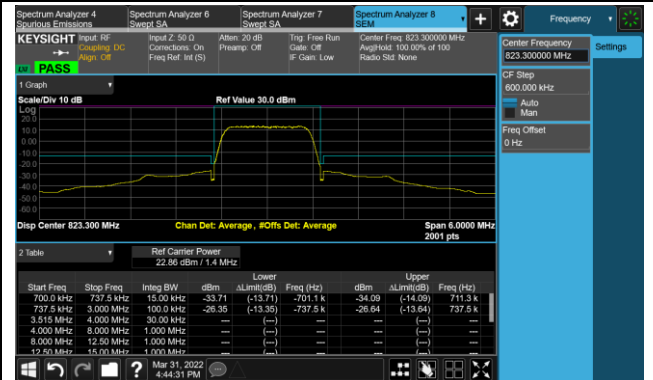 Spectrum Analyzer 4 Spectrum Analyzer 6 Spectrum Analyzer 7 Spectrum Analyzer 8 Frequency
Spurious Emissions Swept SA Swept SA SEM
KEYSIGHT Input: RF Input Z: 50 Ω Atten: 20 dB Trig: Free Run Center Freq: 823.300000 MHz
Coupling: DC Corrections: On Preamp: Off Gate: Off Avg|Hold: 100.00% of 100
Align: Off Freq Ref: Int (S) IF Gain: Low Radio Std: None
PASS
Center Frequency
823.300000 MHz
Settings
CF Step
600.000 kHz
Auto
Man
Freq Offset
0 Hz
1 Graph
Scale/Div 10 dB Ref Value 30.0 dBm
Log
20.0
10.0
0.00
-10.0
-20.0
-30.0
-40.0
-50.0
-60.0
Disp Center 823.300 MHz Chan Det: Average, #Offs Det: Average Span 6.0000 MHz
2001 pts
2 Table Ref Carrier Power
22.86 dBm / 1.4 MHz
Lower Upper
Start Freq Stop Freq Integ BW dBm ΔLimit(dB) Freq (Hz) dBm ΔLimit(dB) Freq (Hz)
700.0 kHz 737.5 kHz 15.00 kHz -33.71 (-13.71) -701.1 k -34.09 (-14.09) 711.3 k
737.5 kHz 3.000 MHz 100.0 kHz -26.35 (-13.35) -737.5 k -26.64 (-13.64) 737.5 k
3.515 MHz 4.000 MHz 30.00 kHz --- (---) --- --- (---) ---
4.000 MHz 8.000 MHz 1.000 MHz --- (---) --- --- (---) ---
8.000 MHz 12.50 MHz 1.000 MHz --- (---) --- --- (---) ---
12.50 MHz 15.00 MHz 1.000 MHz --- (---) --- --- (---) ---
Mar 31, 2022
4:44:31 PM